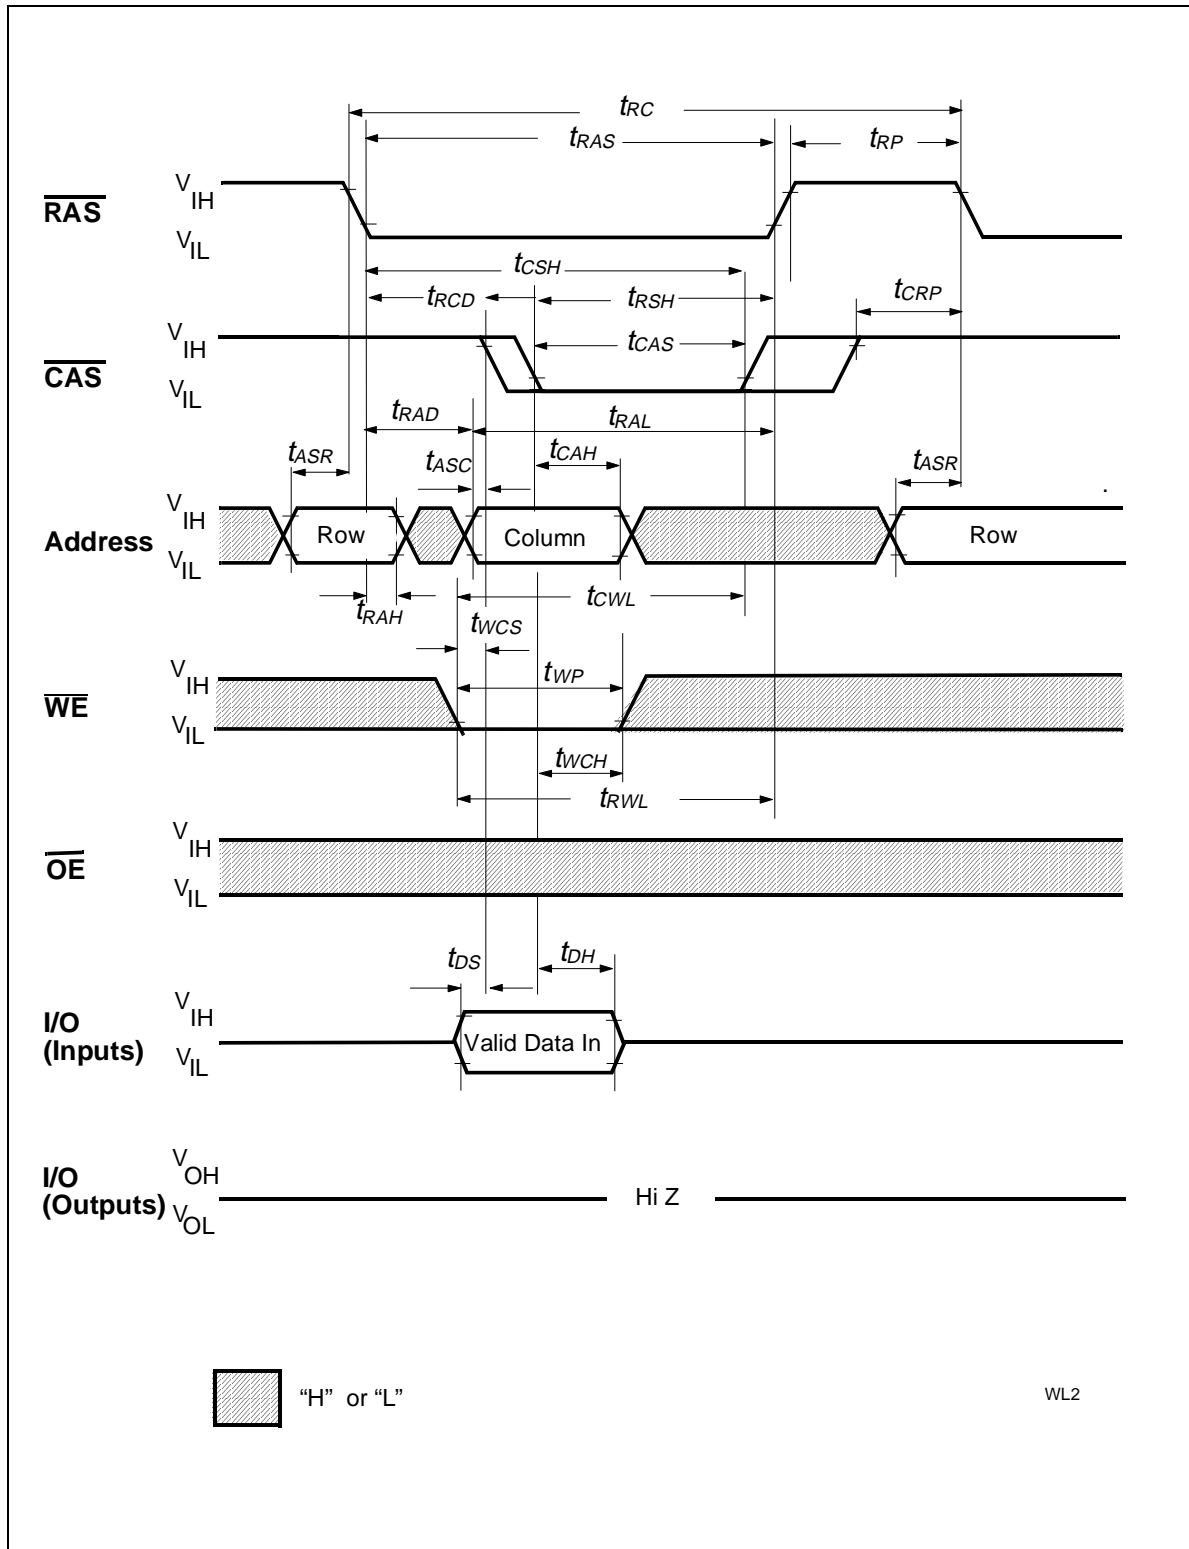 tRC
tRAS
tRP
RAS
VIH
VIL
tCSH
tRCD
tRSH
tCRP
CAS
VIH
VIL
tCAS
tRAD
tRAL
tASR
tASC
tCAH
tASR
Address
VIH
VIL
Row
Column
Row
tRAH
tCWL
tWCS
WE
VIH
VIL
tWP
tWCH
tRWL
OE
VIH
VIL
tDS
tDH
I/O
(Inputs)
VIH
VIL
Valid Data In
I/O
(Outputs)
VOH
VOL
Hi Z
“H” or “L”
WL2